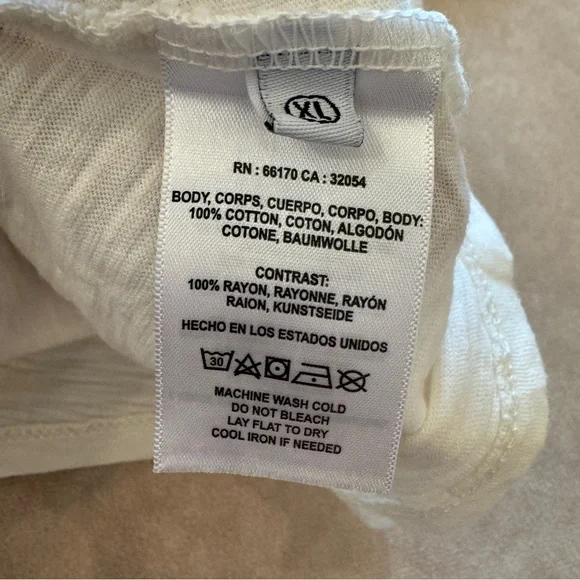 XL
RN : 66170 CA : 32054
BODY, CORPS, CUERPO, CORPO, BODY:
100% COTTON, COTON, ALGODÓN
COTONE, BAUMWOLLE
CONTRAST:
100% RAYON, RAYONNE, RAYÓN
RAION, KUNSTSEIDE
HECHO EN LOS ESTADOS UNIDOS
30
MACHINE WASH COLD
DO NOT BLEACH
LAY FLAT TO DRY
COOL IRON IF NEEDED